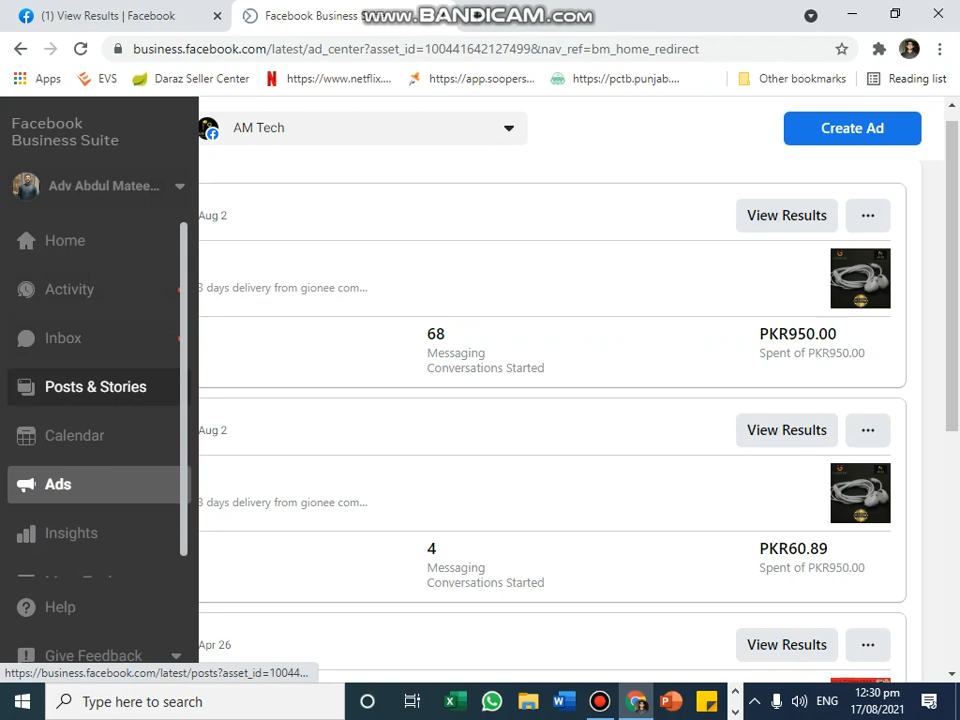 (1) View Results | Facebook
Facebook Business S
www.BANDICAM.com
business.facebook.com/latest/ad_center?asset_id=100441642127499&nav_ref=bm_home_redirect
Apps
EVS
Daraz Seller Center
https://www.netflix...
https://app.soopers...
https://pctb.punjab....
Other bookmarks
Reading list
Facebook
Business Suite
AM Tech
Create Ad
Adv Abdul Matee...
Home
Activity
Inbox
Posts & Stories
Calendar
Ads
Insights
Help
Give Feedback
Aug 2
View Results
...
3 days delivery from gionee com...
68
Messaging
Conversations Started
PKR950.00
Spent of PKR950.00
Aug 2
View Results
...
3 days delivery from gionee com...
4
Messaging
Conversations Started
PKR60.89
Spent of PKR950.00
Apr 26
View Results
...
https://business.facebook.com/latest/posts?asset_id=10044...
Type here to search
ENG
12:30 pm
17/08/2021